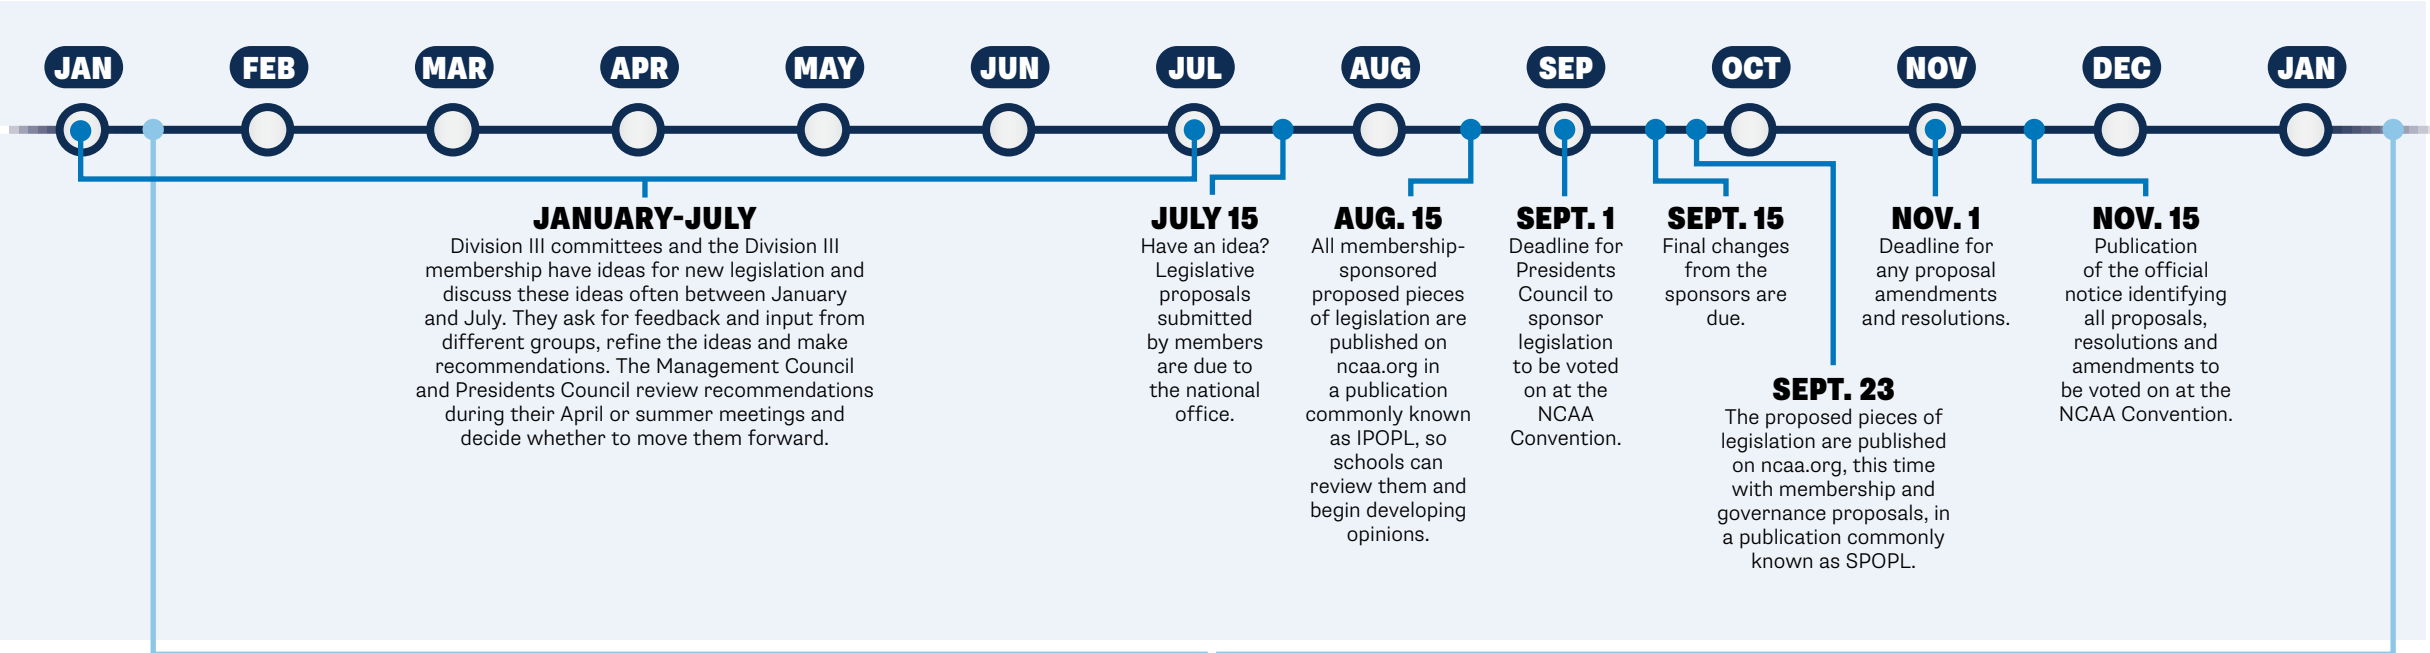 JAN
FEB
MAR
APR
MAY
JUN
JUL
AUG
SEP
OCT
NOV
DEC
JAN
JANUARY-JULY
Division III committees and the Division III
membership have ideas for new legislation and
discuss these ideas often between January
and July. They ask for feedback and input from
different groups, refine the ideas and make
recommendations. The Management Council
and Presidents Council review recommendations
during their April or summer meetings and
decide whether to move them forward.
JULY 15
Have an idea?
Legislative
proposals
submitted
by members
are due to
the national
office.
AUG. 15
All membership-
sponsored
proposed pieces
of legislation are
published on
ncaa.org in
a publication
commonly known
as IPOPL, so
schools can
review them and
begin developing
opinions.
SEPT. 1
Deadline for
Presidents
Council to
sponsor
legislation
to be voted
on at the
NCAA
Convention.
SEPT. 15
Final changes
from the
sponsors are
due.
SEPT. 23
The proposed pieces of
legislation are published
on ncaa.org, this time
with membership and
governance proposals, in
a publication commonly
known as SPOPL.
NOV. 1
Deadline for
any proposal
amendments
and resolutions.
NOV. 15
Publication
of the official
notice identifying
all proposals,
resolutions and
amendments to
be voted on at the
NCAA Convention.